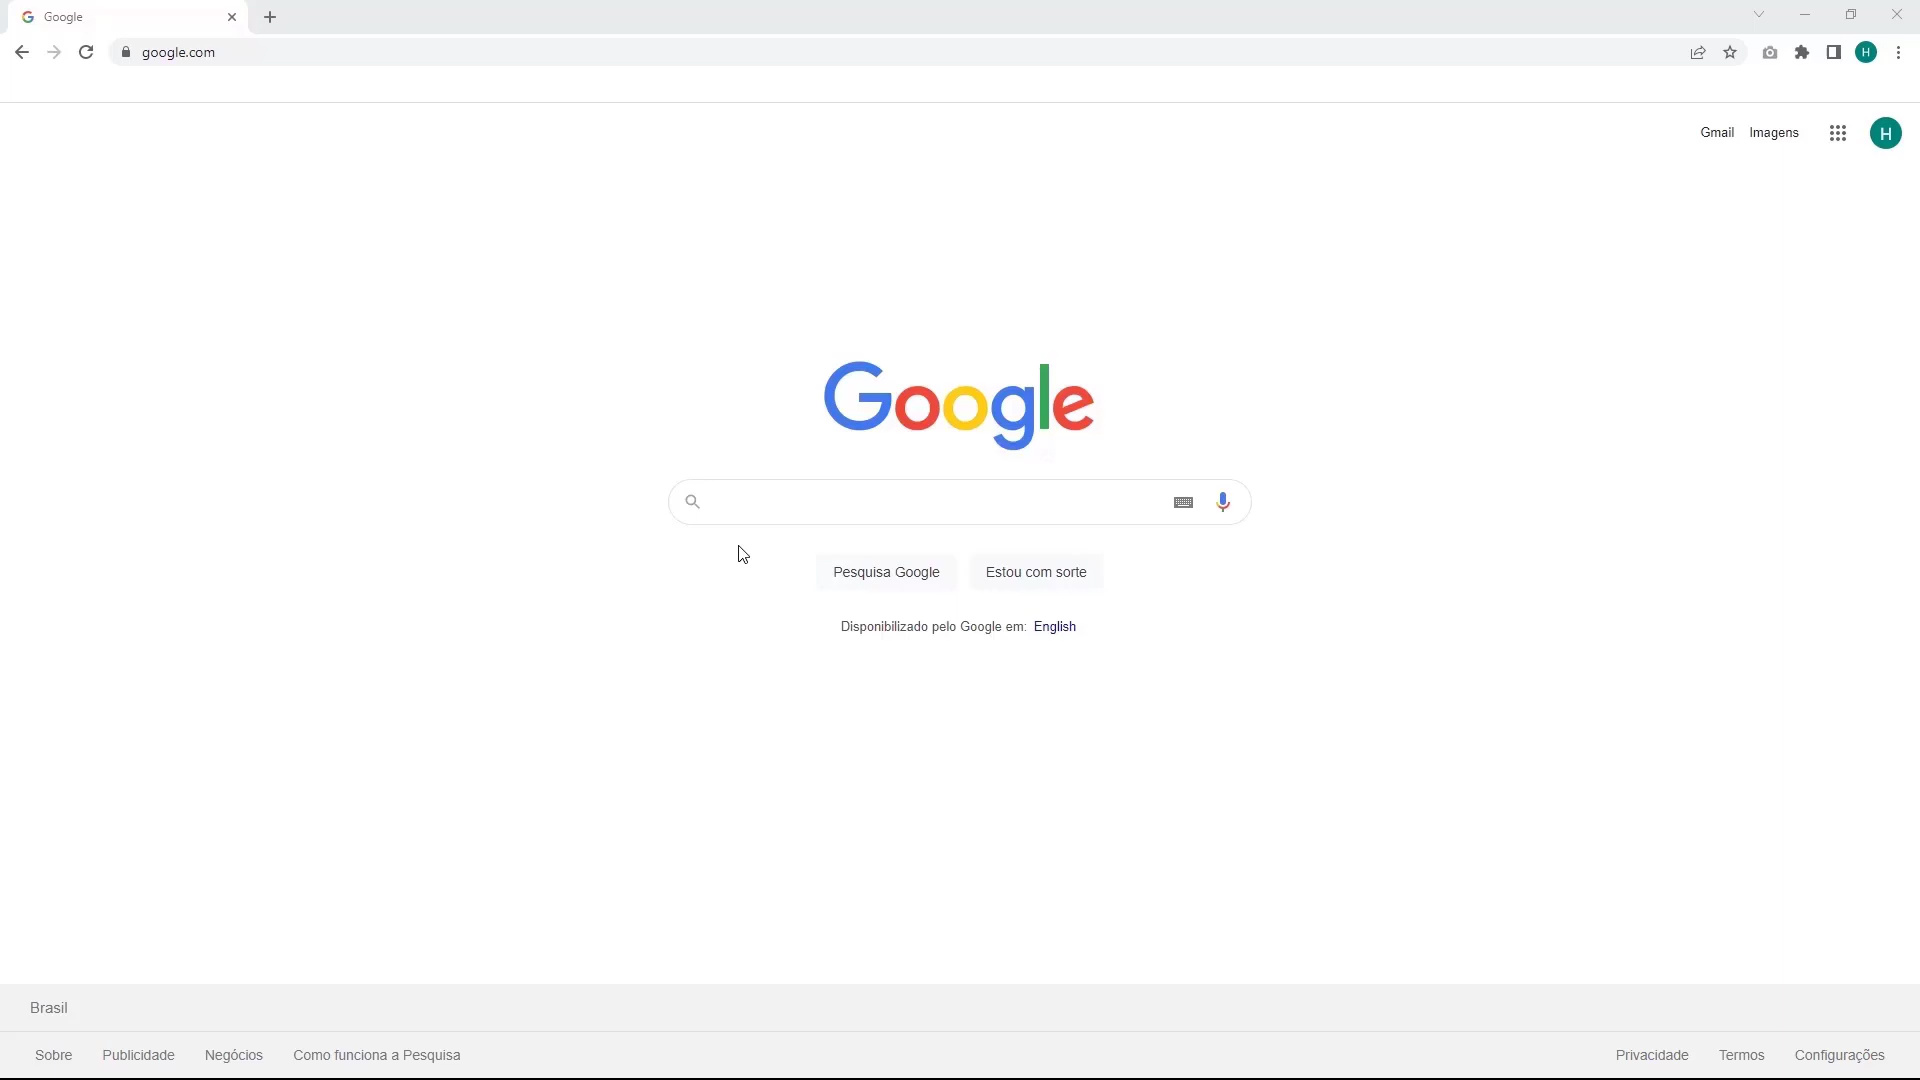 Google
google.com
H
Gmail Imagens H
Google
Pesquisa Google Estou com sorte
Disponibilizado pelo Google em: English
Brasil
Sobre Publicidade Negócios Como funciona a Pesquisa Privacidade Termos Configurações